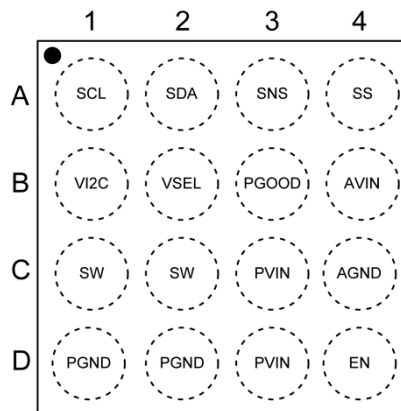 1 2 3 4
A SCL SDA SNS SS
B VI2C VSEL PGOOD AVIN
C SW SW PVIN AGND
D PGND PGND PVIN EN